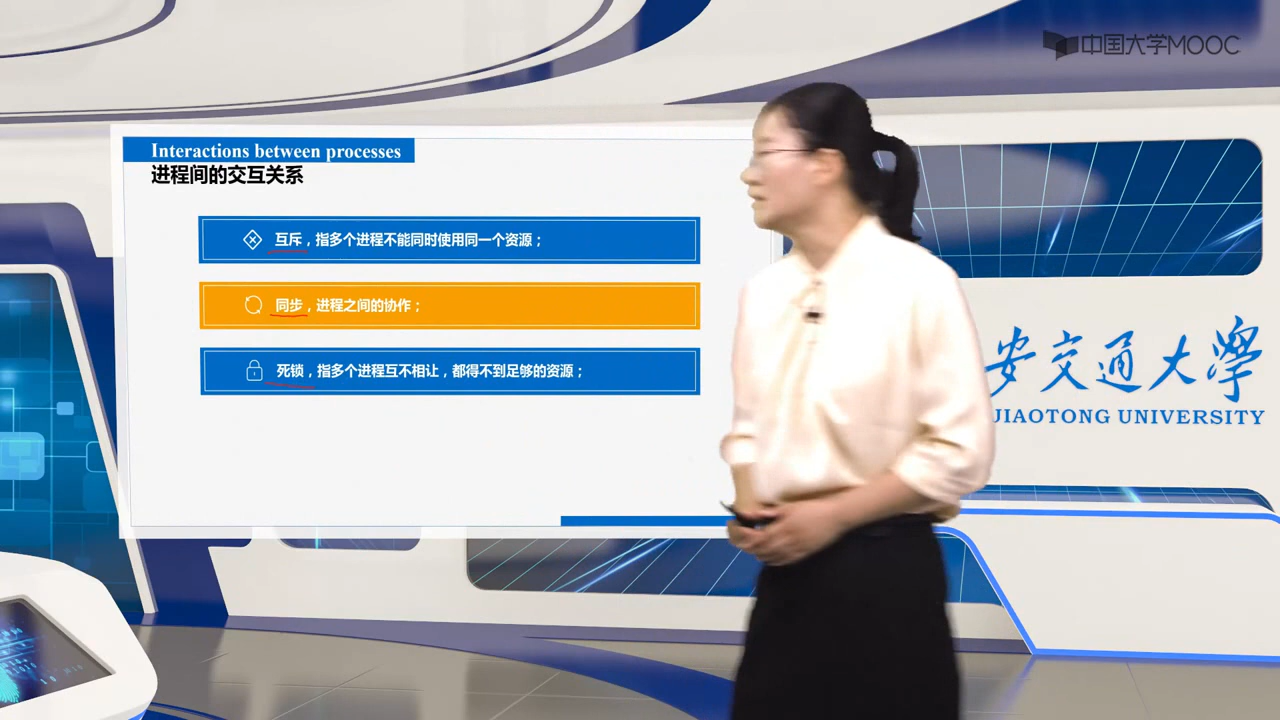 中国大学MOOC
Interactions between processes
进程间的交互关系
互斥，指多个进程不能同时使用同一个资源；
同步，进程之间的协作；
死锁，指多个进程互不相让，都得不到足够的资源；
安交通大学
JIAOTONG UNIVERSITY